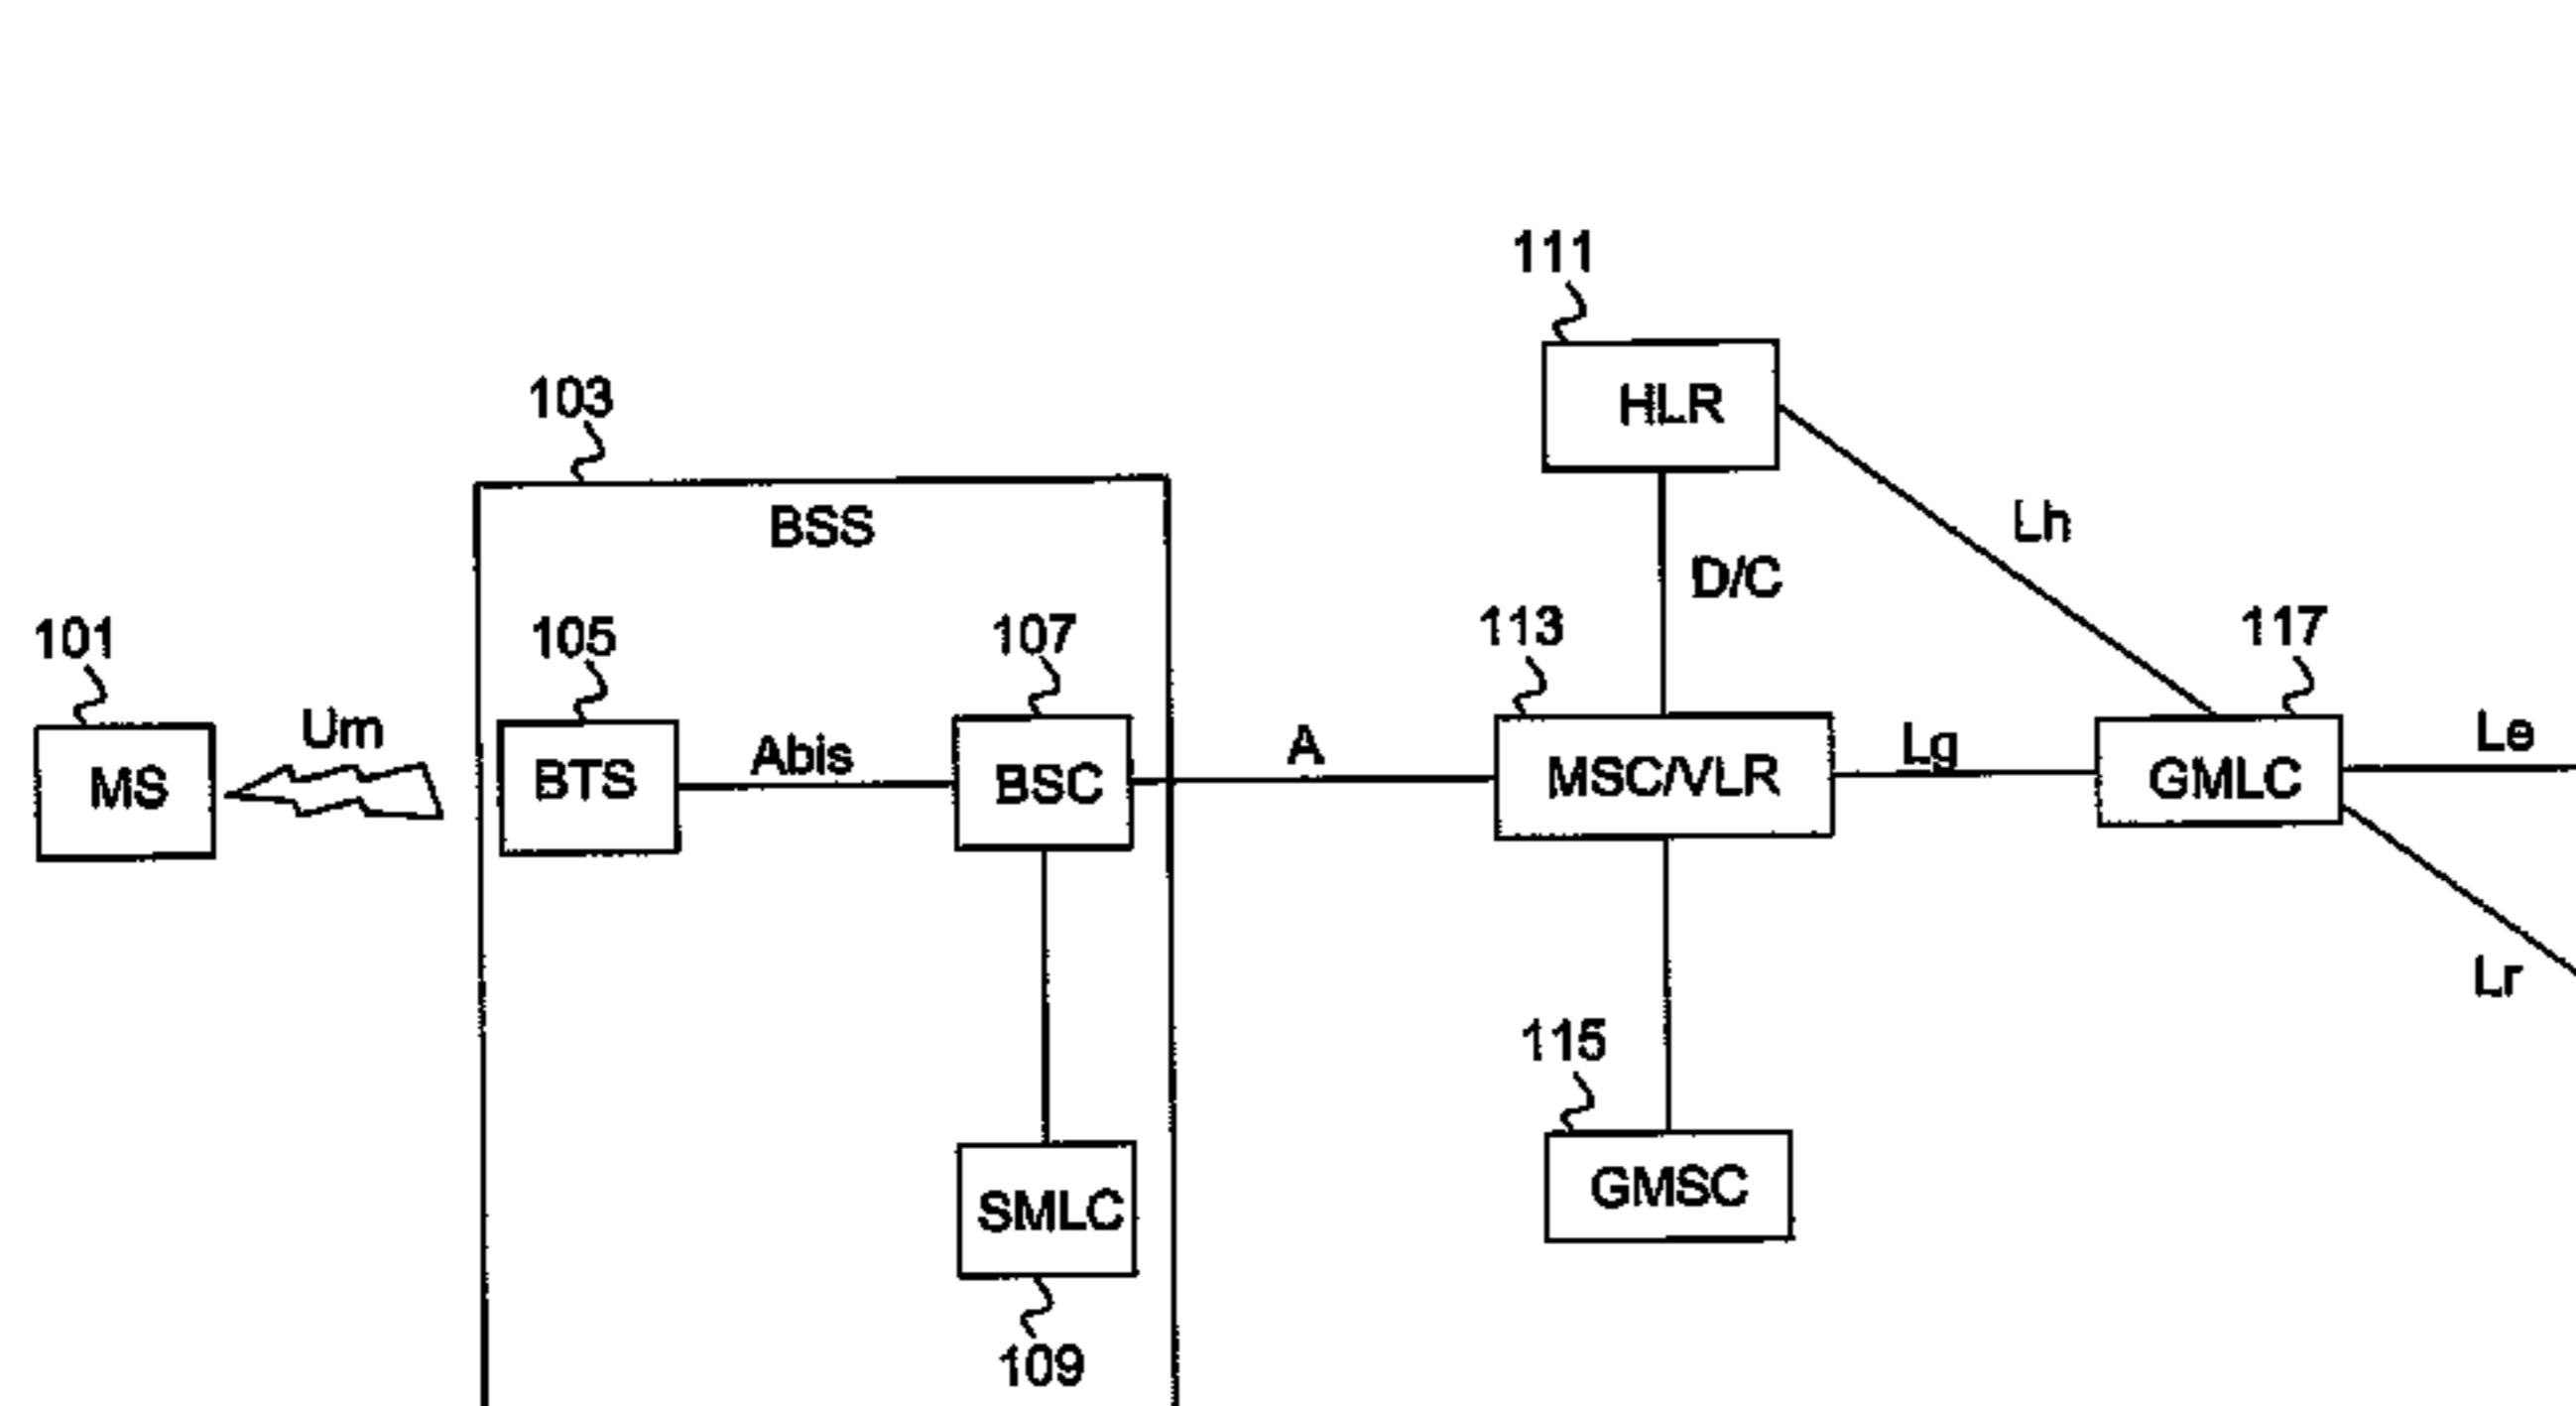 111
HLR
103
BSS
Lh
D/C
101
105
107
113
117
MS
Um
BTS
Abis
BSC
A
MSC/VLR
Lg
GMLC
Le
Lr
115
SMLC
GMSC
109